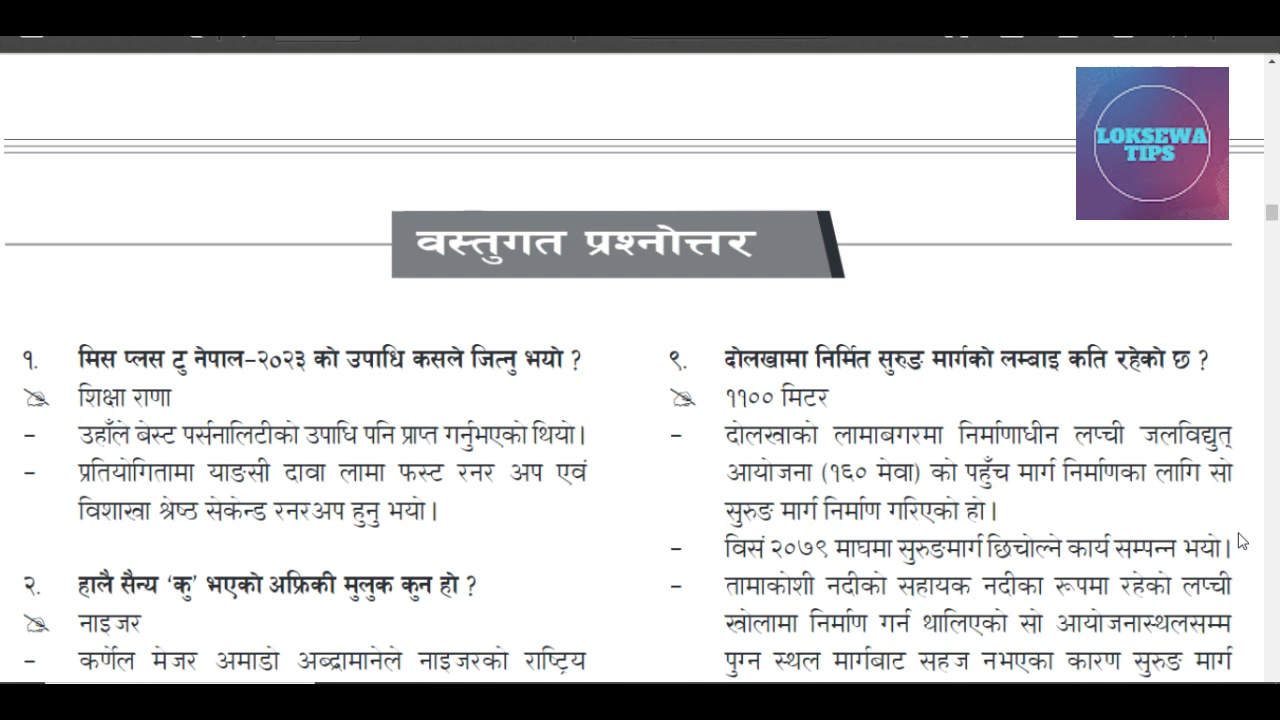 LOKSEWA
TIPS
वस्तुगत प्रश्नोत्तर
१. मिस प्लस टु नेपाल-२०२३ को उपाधि कसले जित्नु भयो ?
शिक्षा राणा
- उहाँले बेस्ट पर्सनालिटीको उपाधि पनि प्राप्त गर्नुभएको थियो।
- प्रतियोगितामा याङसी दावा लामा फस्ट रनर अप एवं
विशाखा श्रेष्ठ सेकेन्ड रनरअप हुनु भयो।
२. हालै सैन्य 'कु' भएको अफ्रिकी मुलुक कुन हो ?
नाइजर
- कर्णेल मेजर अमाडो अब्द्रामानेले नाइजरको राष्ट्रिय
९. दोलखामा निर्मित सुरुङ मार्गको लम्बाइ कति रहेको छ ?
११०० मिटर
- दोलखाको लामाबगरमा निर्माणाधीन लप्ची जलविद्युत्
आयोजना (१६० मेवा) को पहुँच मार्ग निर्माणका लागि सो
सुरुङ मार्ग निर्माण गरिएको हो।
- विसं २०७९ माघमा सुरुङमार्ग छिचोल्ने कार्य सम्पन्न भयो।
- तामाकोशी नदीको सहायक नदीका रूपमा रहेको लप्ची
खोलामा निर्माण गर्न थालिएको सो आयोजनास्थलसम्म
पुग्न स्थल मार्गबाट सहज नभएका कारण सुरुङ मार्ग